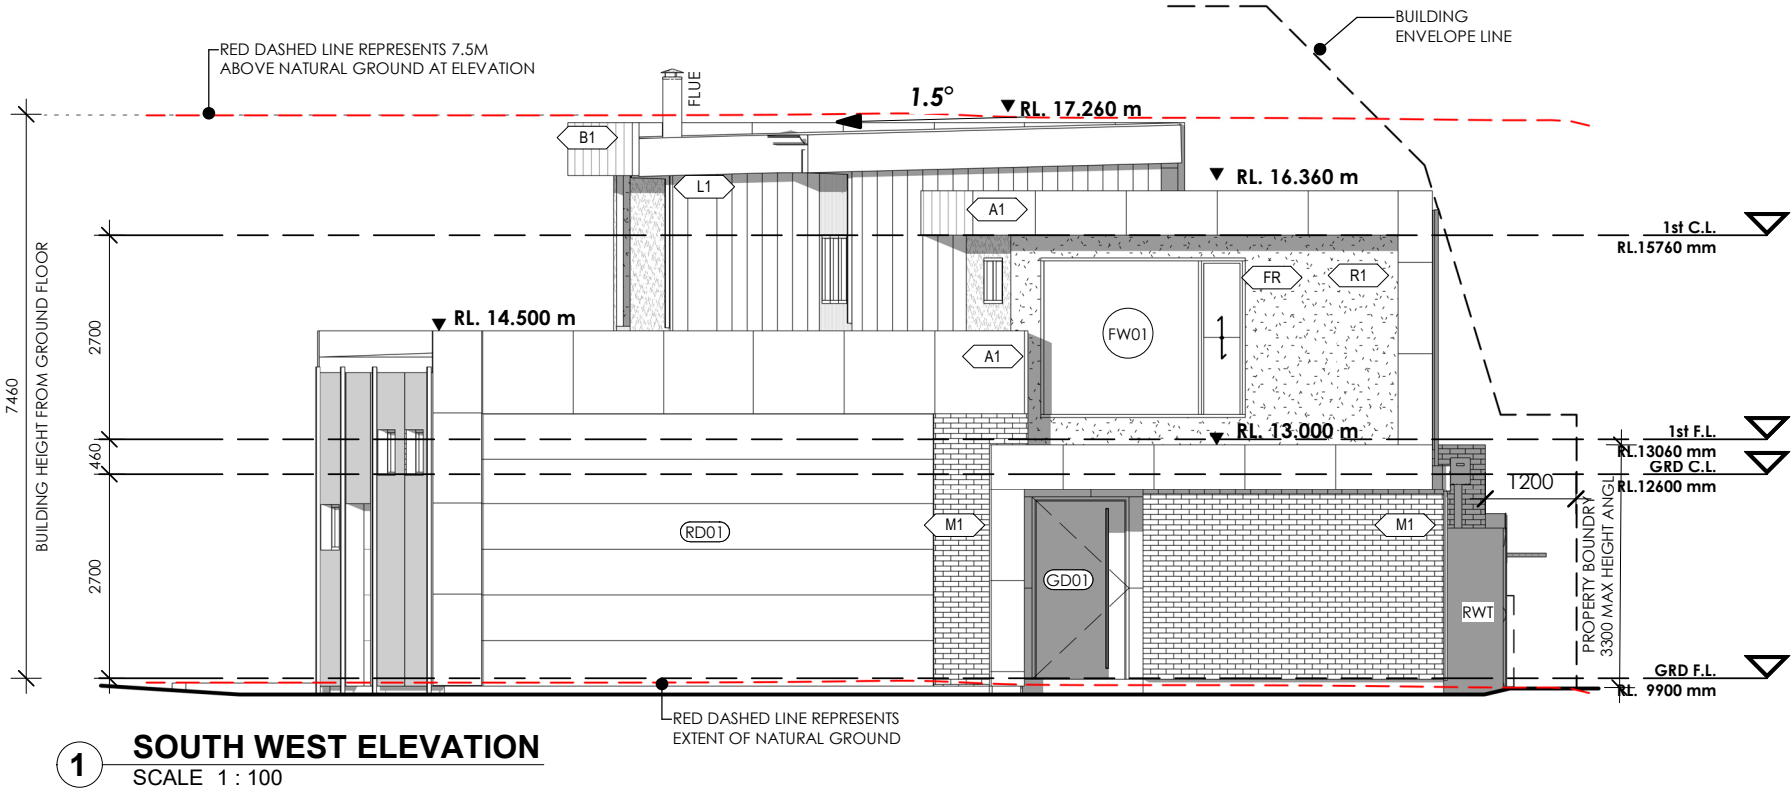 BUILDING
ENVELOPE LINE
RED DASHED LINE REPRESENTS 7.5M
ABOVE NATURAL GROUND AT ELEVATION
FLUE
1.5°
RL. 17.260 m
B1
L1
RL. 16.360 m
A1
1st C.L.
RL.15760 mm
FR
R1
FW01
RL. 14.500 m
A1
2700
7460
BUILDING HEIGHT FROM GROUND FLOOR
RL. 13.000 m
1st F.L.
RL.13060 mm
460
GRD C.L.
RL.12600 mm
1200
M1
M1
RD01
GD01
2700
RWT
PROPERTY BOUNDRY
3300 MAX HEIGHT ANGL
GRD F.L.
RL. 9900 mm
RED DASHED LINE REPRESENTS
EXTENT OF NATURAL GROUND
1
SOUTH WEST ELEVATION
SCALE 1 : 100